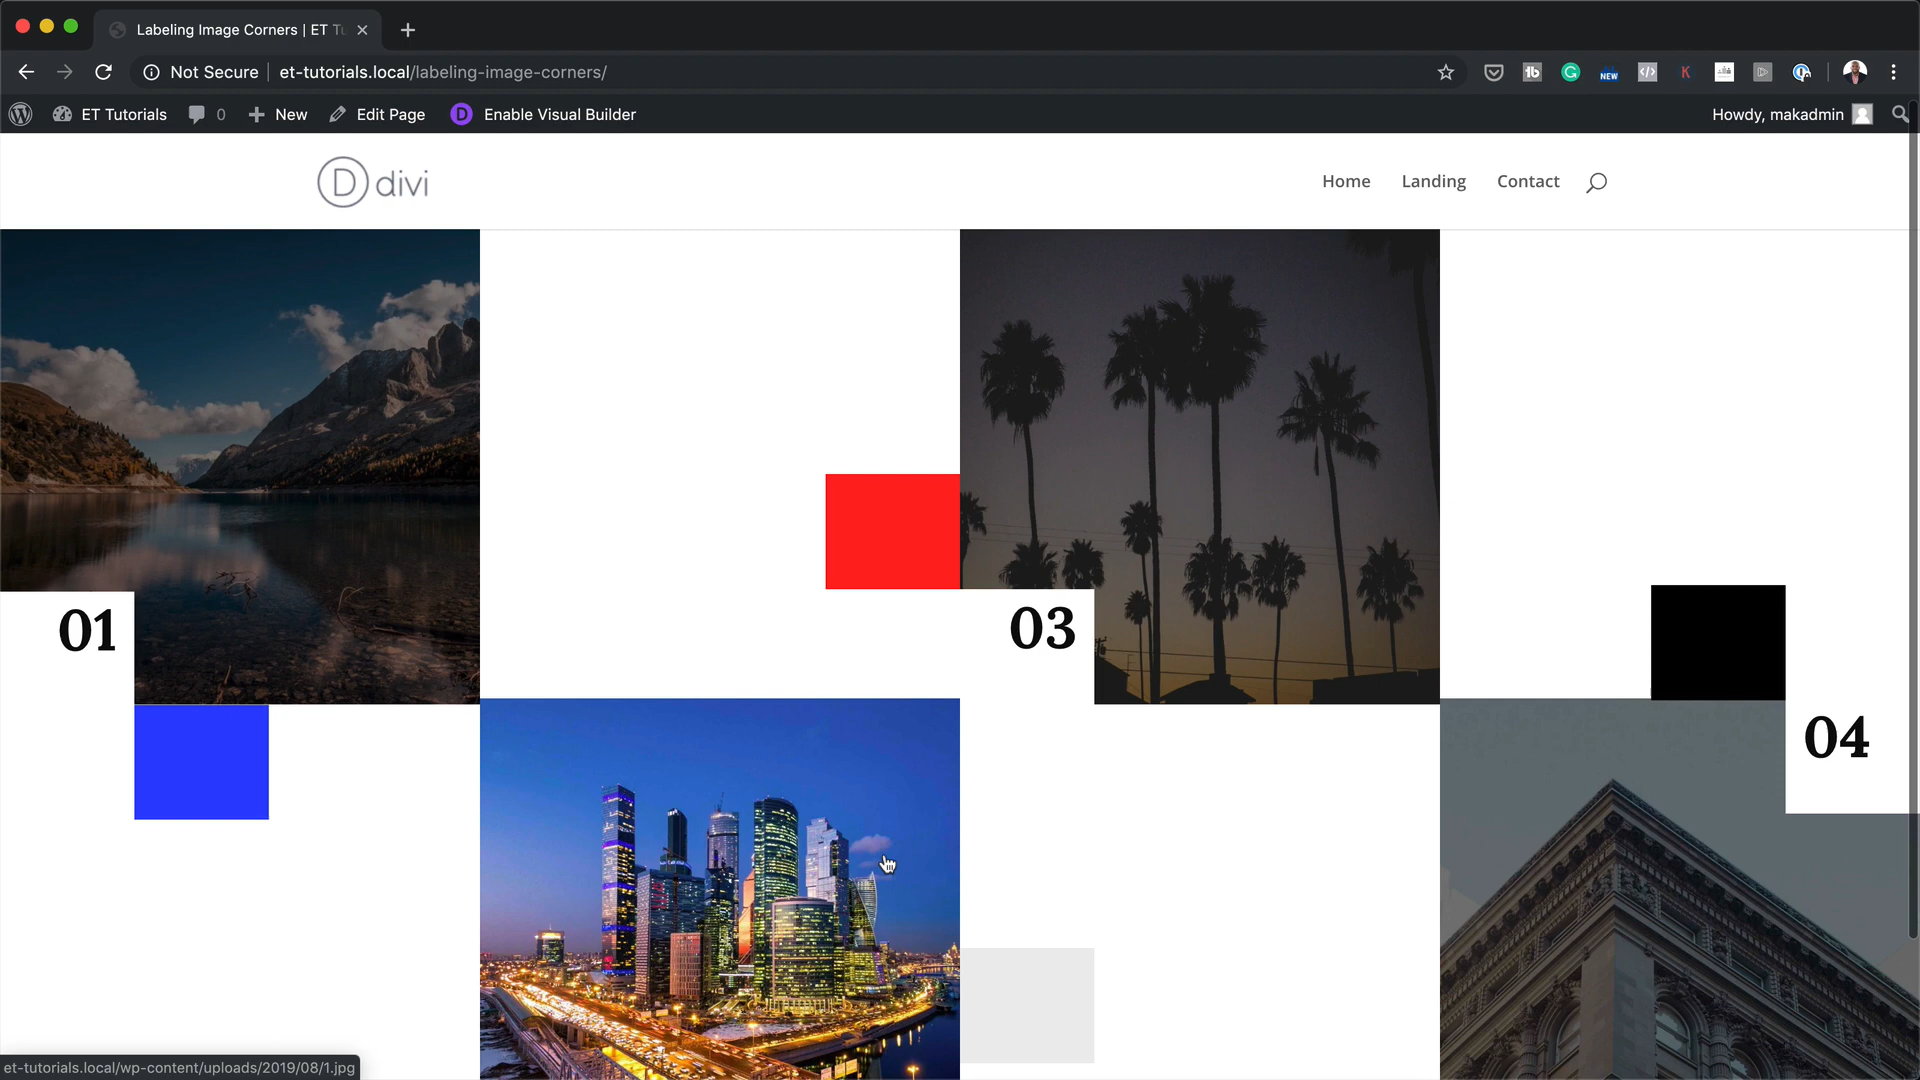 Labeling Image Corners | ET Tu
Not Secure
et-tutorials.local/labeling-image-corners/
ET Tutorials
0
New
Edit Page
Enable Visual Builder
Howdy, makadmin
D divi
Home
Landing
Contact
01
03
04
et-tutorials.local/wp-content/uploads/2019/08/1.jpg